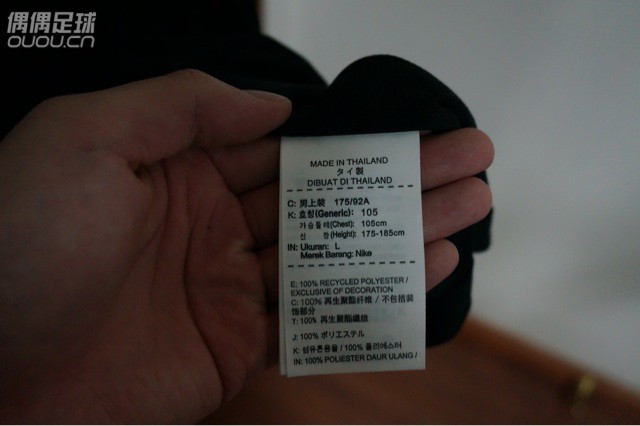 偶偶足球
OUOU.CN
MADE IN THAILAND
タイ製
DIBUAT DI THAILAND
C: 男上装 175/92A
K: 호칭(Generic): 105
가슴둘레(Chest): 105cm
신 장(Height): 175-185cm
IN: Ukuran: L
Merek Barang: Nike
E: 100% RECYCLED POLYESTER /
EXCLUSIVE OF DECORATION
C: 100% 再生聚酯纤维 / 不包括装
饰部分
T: 100% 再生聚酯纖維
J: 100% ポリエステル
K: 섬유혼용율 / 100% 폴리에스터
IN: 100% POLIESTER DAUR ULANG /